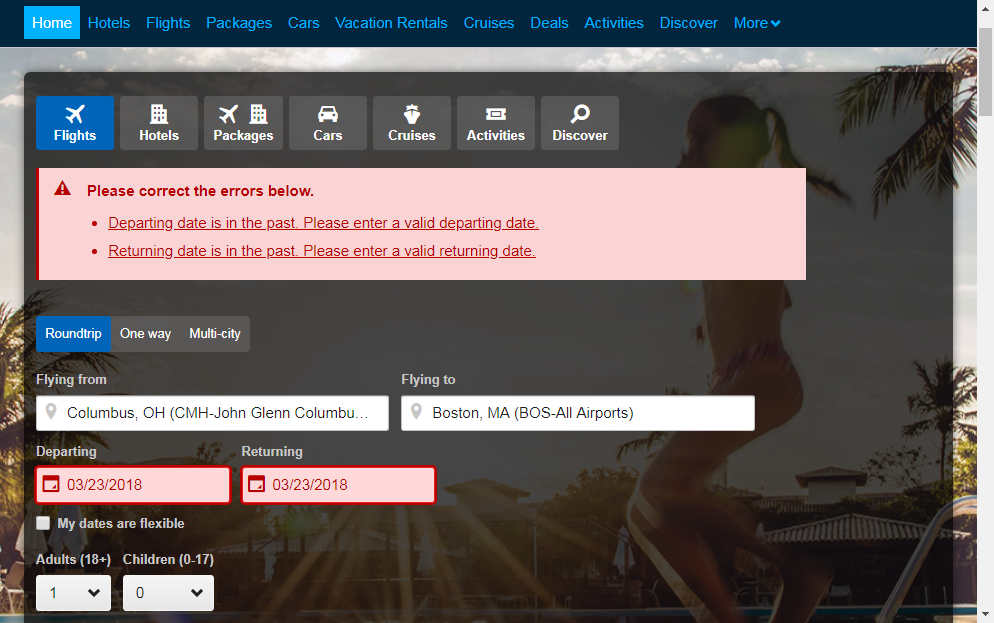 Home Hotels Flights Packages Cars Vacation Rentals Cruises Deals Activities Discover More
Flights Hotels Packages Cars Cruises Activities Discover
Please correct the errors below.
Departing date is in the past. Please enter a valid departing date.
Returning date is in the past. Please enter a valid returning date.
Roundtrip One way Multi-city
Flying from Flying to
Columbus, OH (CMH-John Glenn Columbu... Boston, MA (BOS-All Airports)
Departing Returning
03/23/2018 03/23/2018
My dates are flexible
Adults (18+) Children (0-17)
1 0